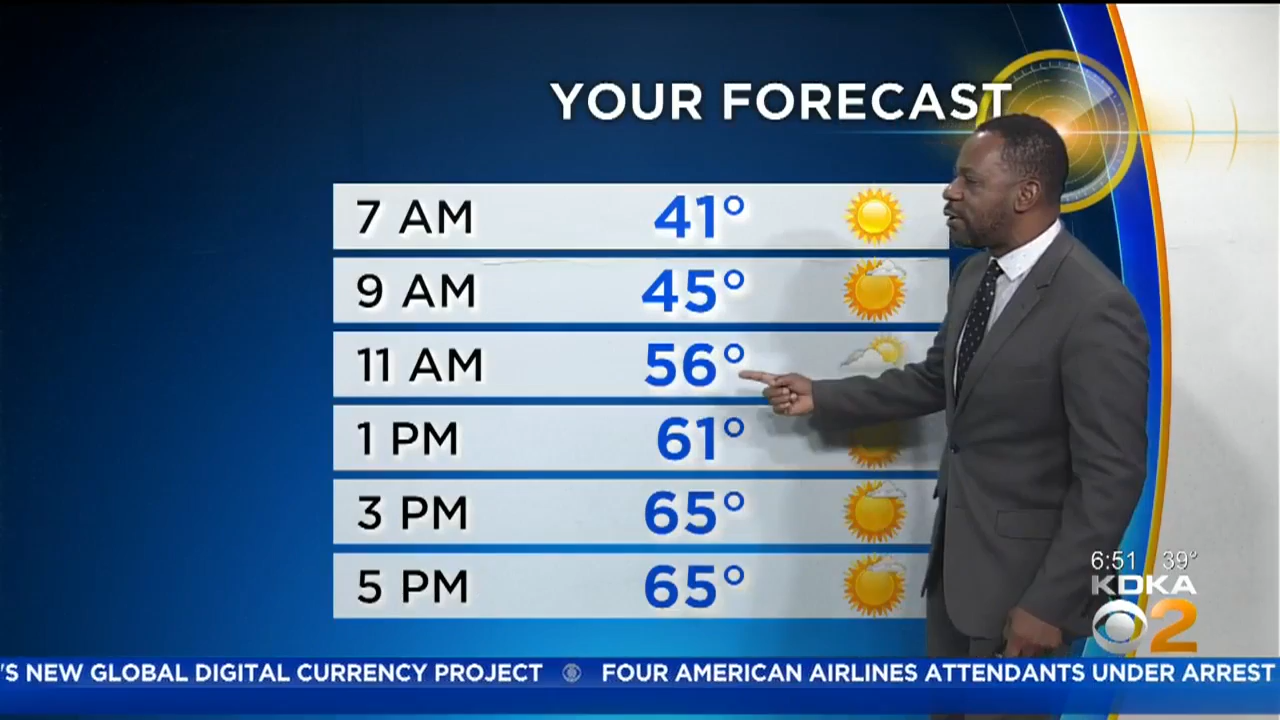 YOUR FORECAST
7 AM 41°
9 AM 45°
11 AM 56°
1 PM 61°
3 PM 65°
5 PM 65°
6:51 39°
KDKA
2
'S NEW GLOBAL DIGITAL CURRENCY PROJECT FOUR AMERICAN AIRLINES ATTENDANTS UNDER ARREST